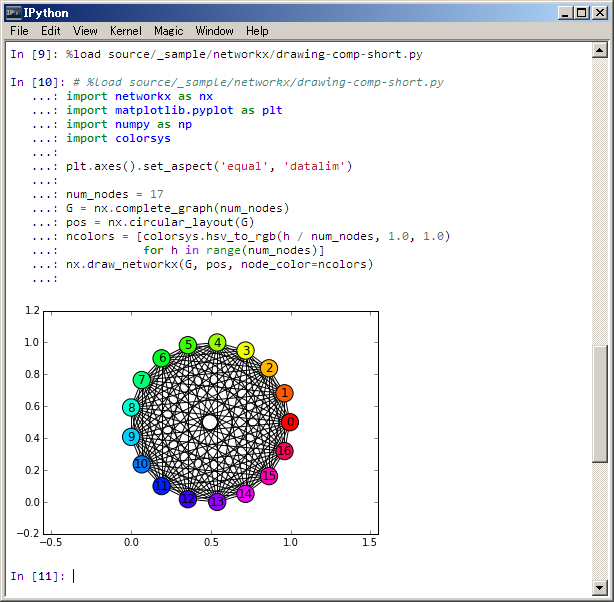 IPython
File Edit View Kernel Magic Window Help
In [9]: %load source/_sample/networkx/drawing-comp-short.py
In [10]: # %load source/_sample/networkx/drawing-comp-short.py
...: import networkx as nx
...: import matplotlib.pyplot as plt
...: import numpy as np
...: import colorsys
...:
...: plt.axes().set_aspect('equal', 'datalim')
...:
...: num_nodes = 17
...: G = nx.complete_graph(num_nodes)
...: pos = nx.circular_layout(G)
...: ncolors = [colorsys.hsv_to_rgb(h / num_nodes, 1.0, 1.0)
...:            for h in range(num_nodes)]
...: nx.draw_networkx(G, pos, node_color=ncolors)
...:
1.2
1.0
0.8
0.6
0.4
0.2
0.0
−0.2
5 4
6 3
7 2
8 1
9 0
10 16
11 15
12 13 14
−0.5 0.0 0.5 1.0 1.5
In [11]: